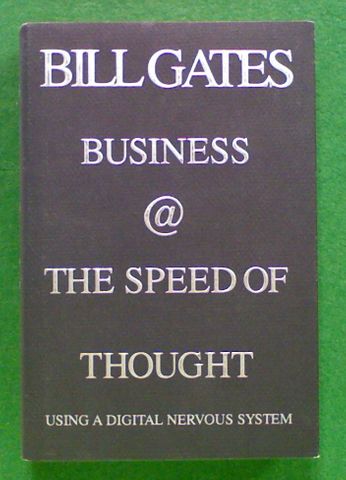 BILL GATES
BUSINESS
@
THE SPEED OF
THOUGHT
USING A DIGITAL NERVOUS SYSTEM